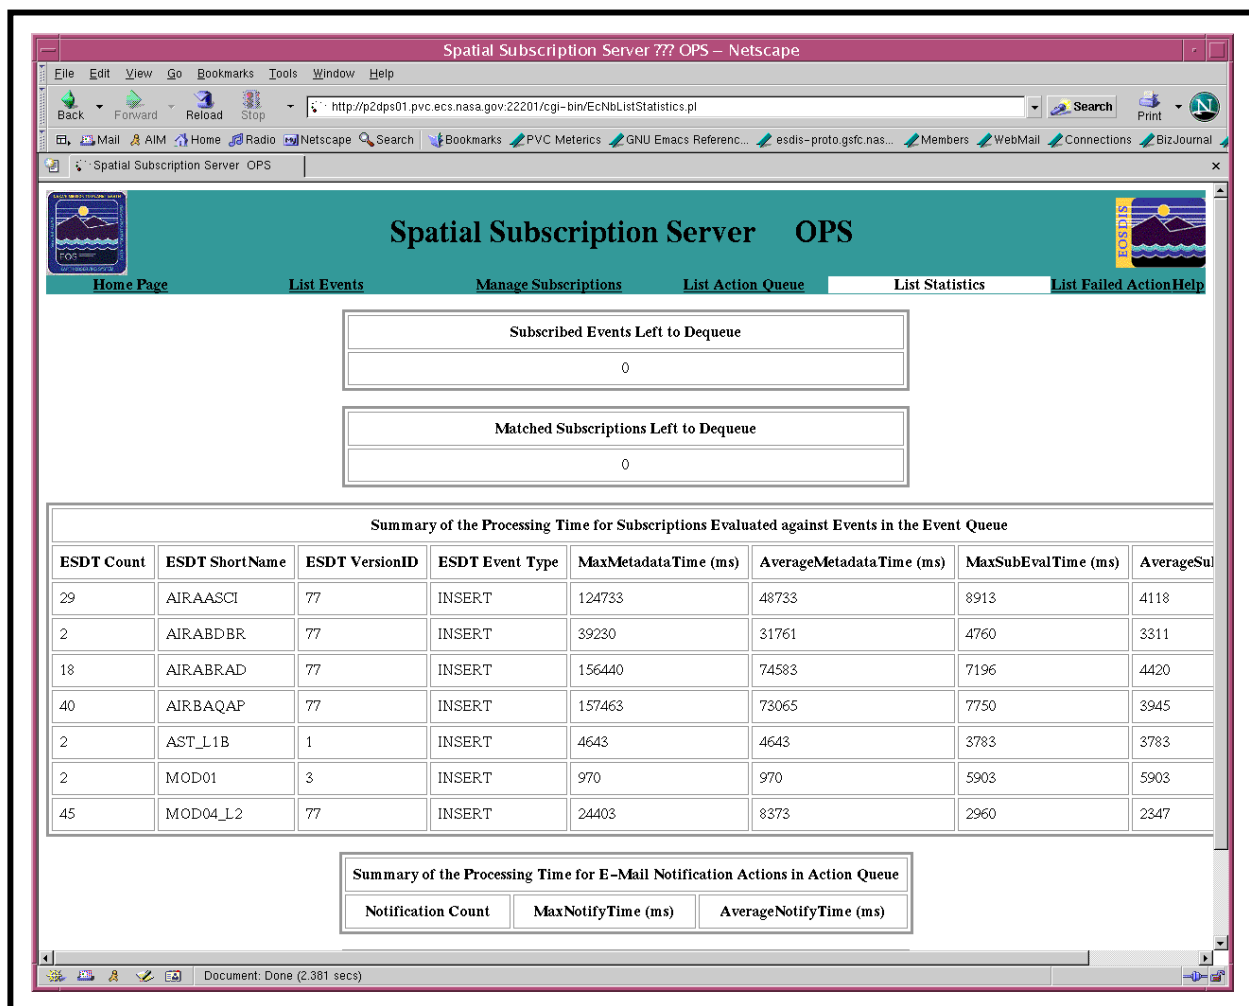 Spatial Subscription Server ??? OPS – Netscape
File Edit View Go Bookmarks Tools Window Help
Back Forward Reload Stop http://p2dps01.pvc.ecs.nasa.gov:22201/cgi-bin/EcNbListStatistics.pl Search Print N
Mail AIM Home Radio Netscape Search Bookmarks PVC Meterics GNU Emacs Referenc... esdis-proto.gsfc.nas... Members WebMail Connections BizJournal
Spatial Subscription Server OPS
EOS
Spatial Subscription Server OPS
EOSDIS
Home Page List Events Manage Subscriptions List Action Queue List Statistics List Failed Action Help
Subscribed Events Left to Dequeue
0
Matched Subscriptions Left to Dequeue
0
Summary of the Processing Time for Subscriptions Evaluated against Events in the Event Queue
ESDT Count ESDT ShortName ESDT VersionID ESDT Event Type MaxMetadataTime (ms) AverageMetadataTime (ms) MaxSubEvalTime (ms) AverageSu
29 AIRAASCI 77 INSERT 124733 48733 8913 4118
2 AIRABDBR 77 INSERT 39230 31761 4760 3311
18 AIRABRAD 77 INSERT 156440 74583 7196 4420
40 AIRBAQAP 77 INSERT 157463 73065 7750 3945
2 AST_L1B 1 INSERT 4643 4643 3783 3783
2 MOD01 3 INSERT 970 970 5903 5903
45 MOD04_L2 77 INSERT 24403 8373 2960 2347
Summary of the Processing Time for E-Mail Notification Actions in Action Queue
Notification Count MaxNotifyTime (ms) AverageNotifyTime (ms)
Document: Done (2.381 secs)